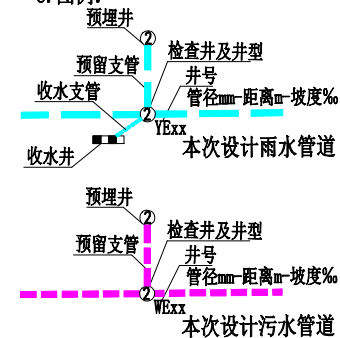 预埋井
②
检查井及井型
预留支管
井号
收水支管
管径mm-距离m-坡度‰
②
YExx
本次设计雨水管道
收水井
预埋井
②
检查井及井型
预留支管
井号
管径mm-距离m-坡度‰
②
WExx
本次设计污水管道